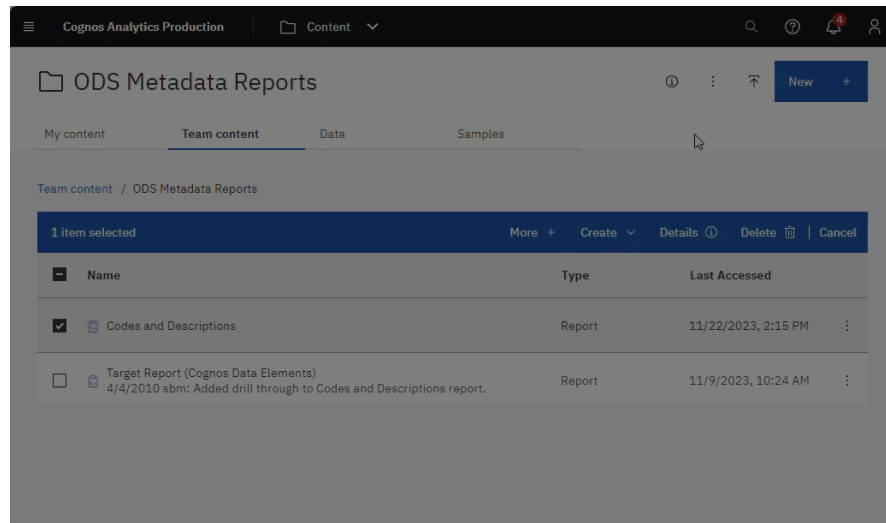 Cognos Analytics Production Content 4
ODS Metadata Reports New +
My content Team content Data Samples
Team content / ODS Metadata Reports
1 item selected More + Create Details Delete | Cancel
Name Type Last Accessed
Codes and Descriptions Report 11/22/2023, 2:15 PM
Target Report (Cognos Data Elements)
4/4/2010 sbm: Added drill through to Codes and Descriptions report. Report 11/9/2023, 10:24 AM